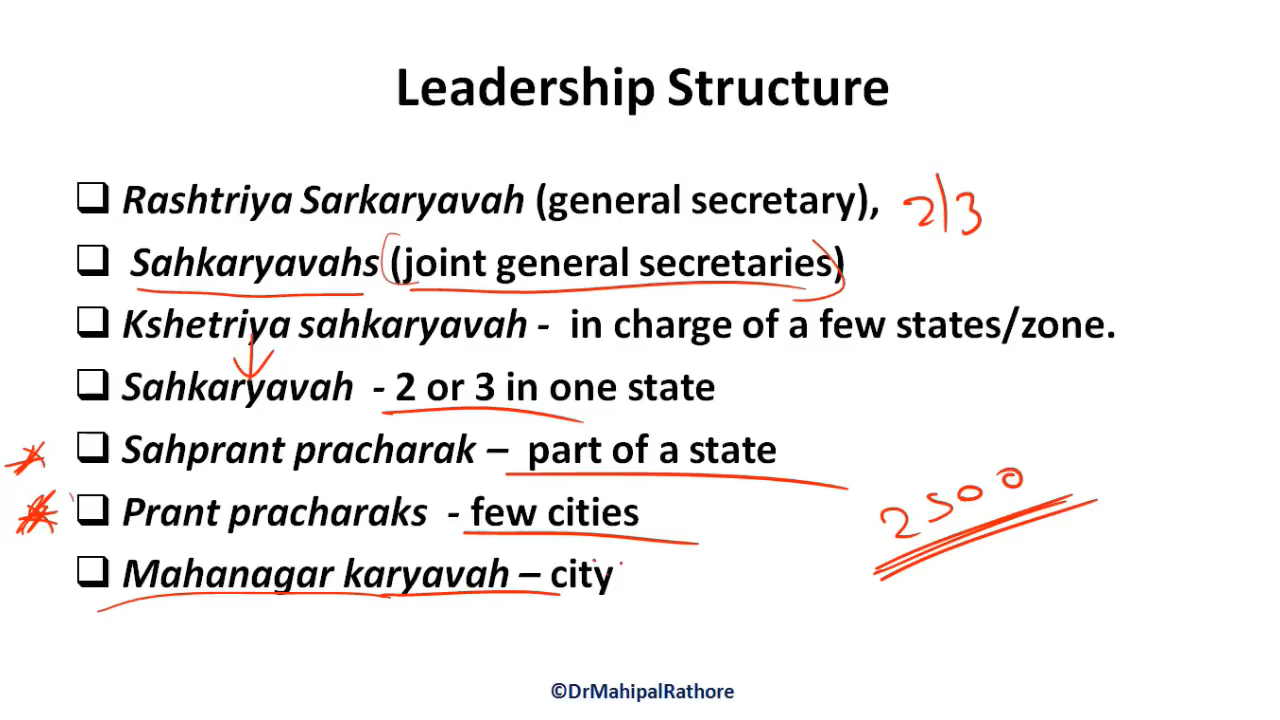 Leadership Structure
❑ Rashtriya Sarkaryavah (general secretary), 2/3
❑ Sahkaryavahs (joint general secretaries)
❑ Kshetriya sahkaryavah - in charge of a few states/zone.
❑ Sahkaryavah - 2 or 3 in one state
❑ Sahprant pracharak – part of a state
❑ Prant pracharaks - few cities
2500
❑ Mahanagar karyavah – city
©DrMahipalRathore